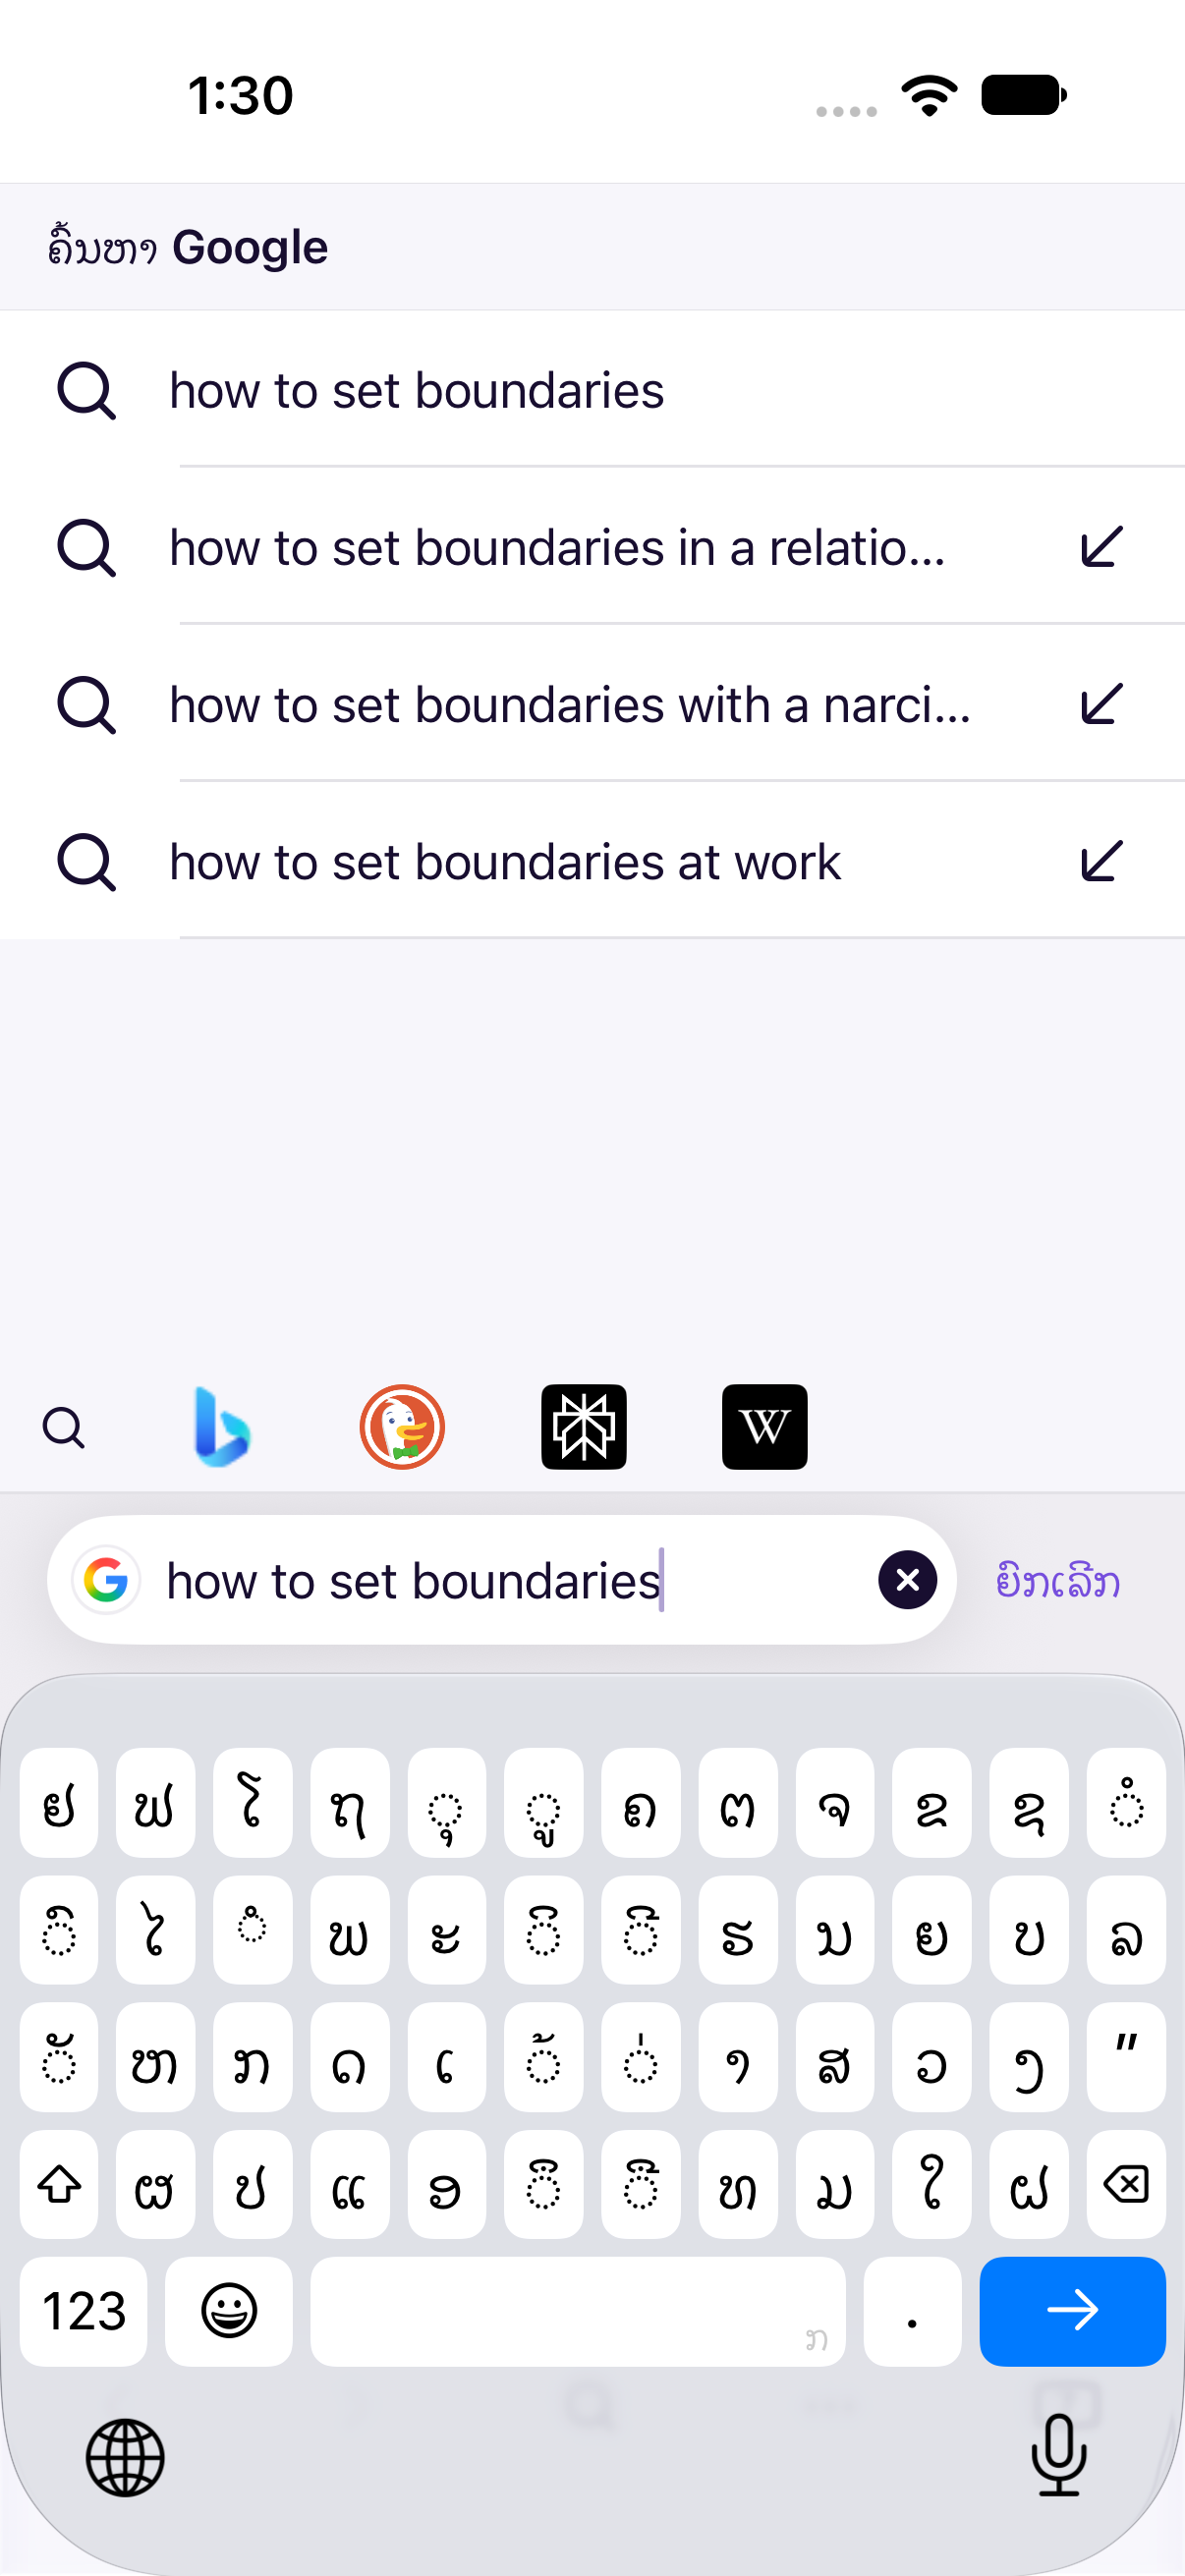 1:30
ຄົ້ນຫາ Google
how to set boundaries
how to set boundaries in a relatio...
how to set boundaries with a narci...
how to set boundaries at work
W
how to set boundaries
ຍົກເລີກ
ຢ ຟ ໂ ຖ ຸ ູ ຄ ຕ ຈ ຂ ຊ ໍ
ິ ໄ ໍ ພ ະ ິ ີ ຮ ນ ຍ ບ ລ
ັ ຫ ກ ດ ເ ້ ່ າ ສ ວ ງ "
ຜ ປ ແ ອ ຶ ື ທ ມ ໃ ຝ
123 ກ .